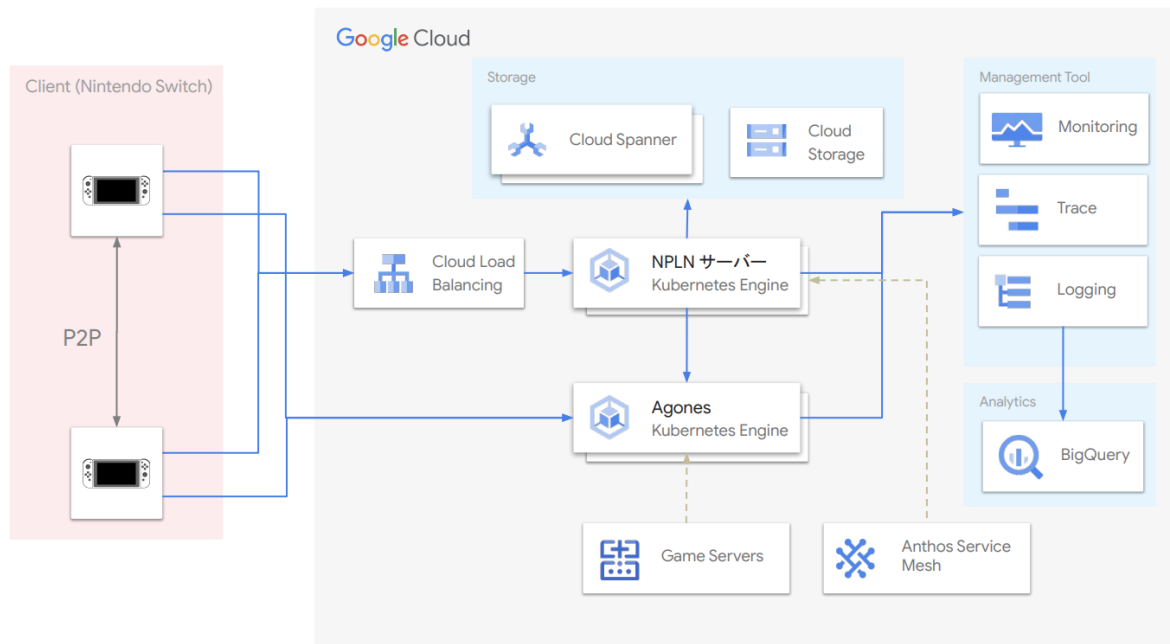 Google Cloud
Client (Nintendo Switch)
P2P
Storage
Cloud Spanner
Cloud
Storage
Management Tool
Monitoring
Trace
Logging
Cloud Load
Balancing
NPLN サーバー
Kubernetes Engine
Agones
Kubernetes Engine
Analytics
BigQuery
Game Servers
Anthos Service
Mesh